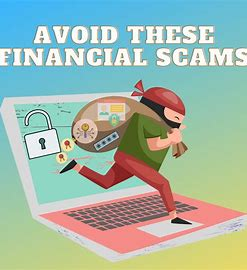 AVOID THESE
FINANCIAL SCAMS